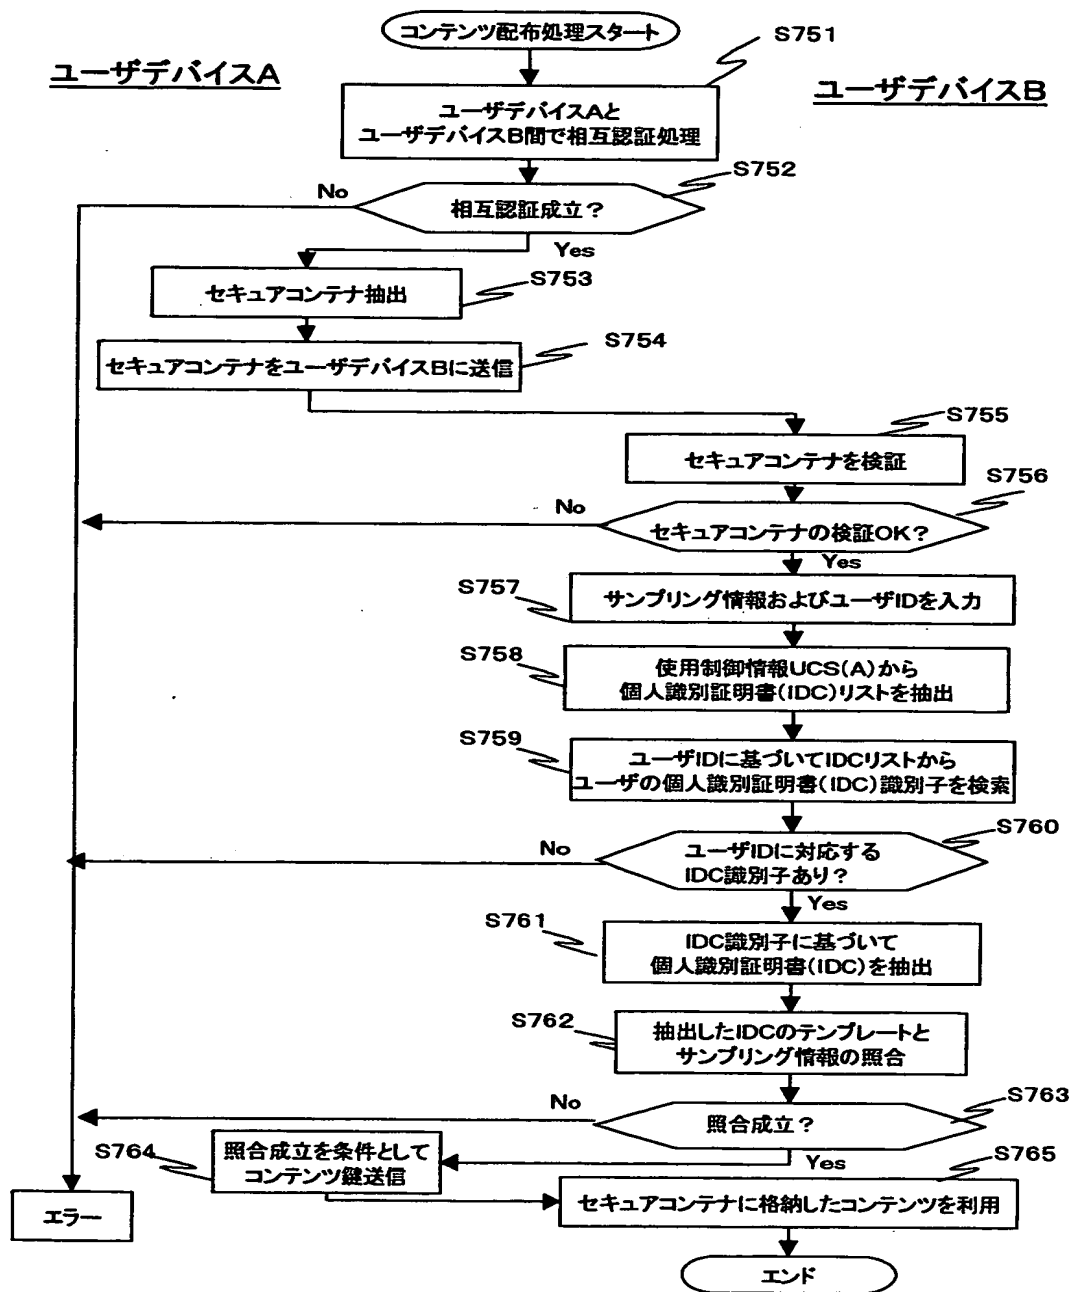 コンテンツ配布処理スタート
S751
ユーザデバイスA
ユーザデバイスB
ユーザデバイスAと
ユーザデバイスB間で相互認証処理
S752
No
相互認証成立？
Yes
S753
セキュアコンテナ抽出
S754
セキュアコンテナをユーザデバイスBに送信
S755
セキュアコンテナを検証
S756
No
セキュアコンテナの検証OK？
Yes
S757
サンプリング情報およびユーザIDを入力
S758
使用制御情報UCS(A)から
個人識別証明書(IDC)リストを抽出
S759
ユーザIDに基づいてIDCリストから
ユーザの個人識別証明書(IDC)識別子を検索
S760
No
ユーザIDに対応する
IDC識別子あり？
Yes
S761
IDC識別子に基づいて
個人識別証明書(IDC)を抽出
S762
抽出したIDCのテンプレートと
サンプリング情報の照合
S763
No
照合成立？
Yes
S764
照合成立を条件として
コンテンツ鍵送信
S765
セキュアコンテナに格納したコンテンツを利用
エラー
エンド